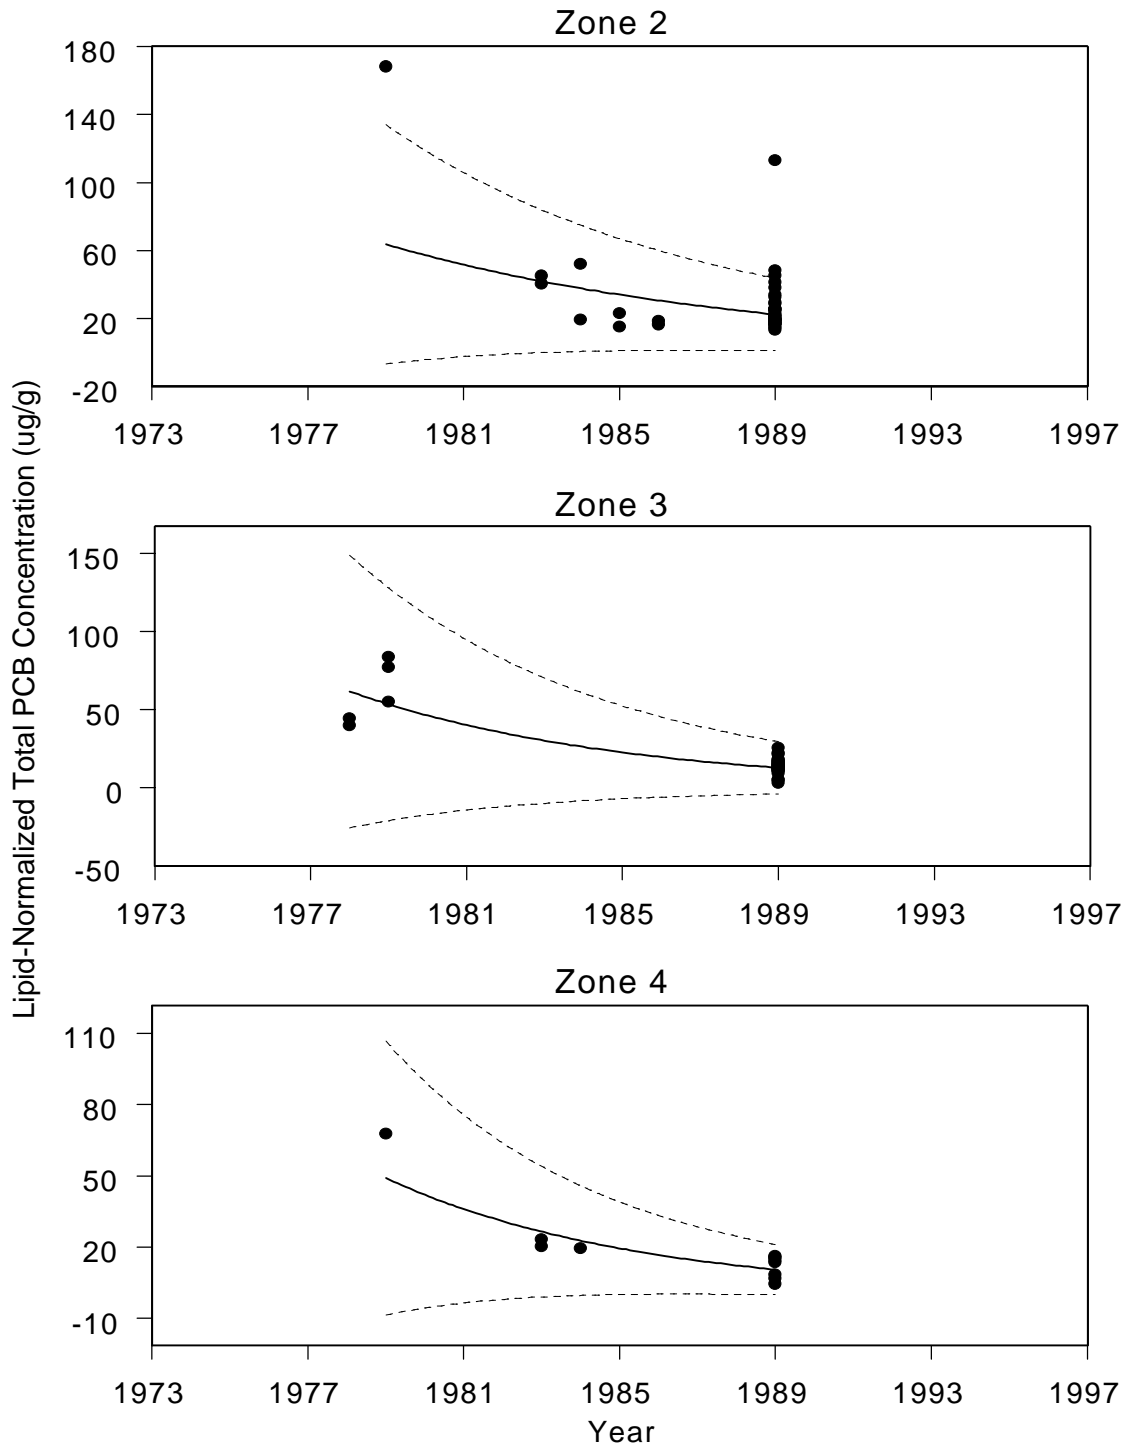 Zone 2
180
140
100
60
20
-20
1973 1977 1981 1985 1989 1993 1997
Zone 3
150
100
50
0
-50
1973 1977 1981 1985 1989 1993 1997
Zone 4
110
80
50
20
-10
1973 1977 1981 1985 1989 1993 1997
Year
Lipid-Normalized Total PCB Concentration (ug/g)